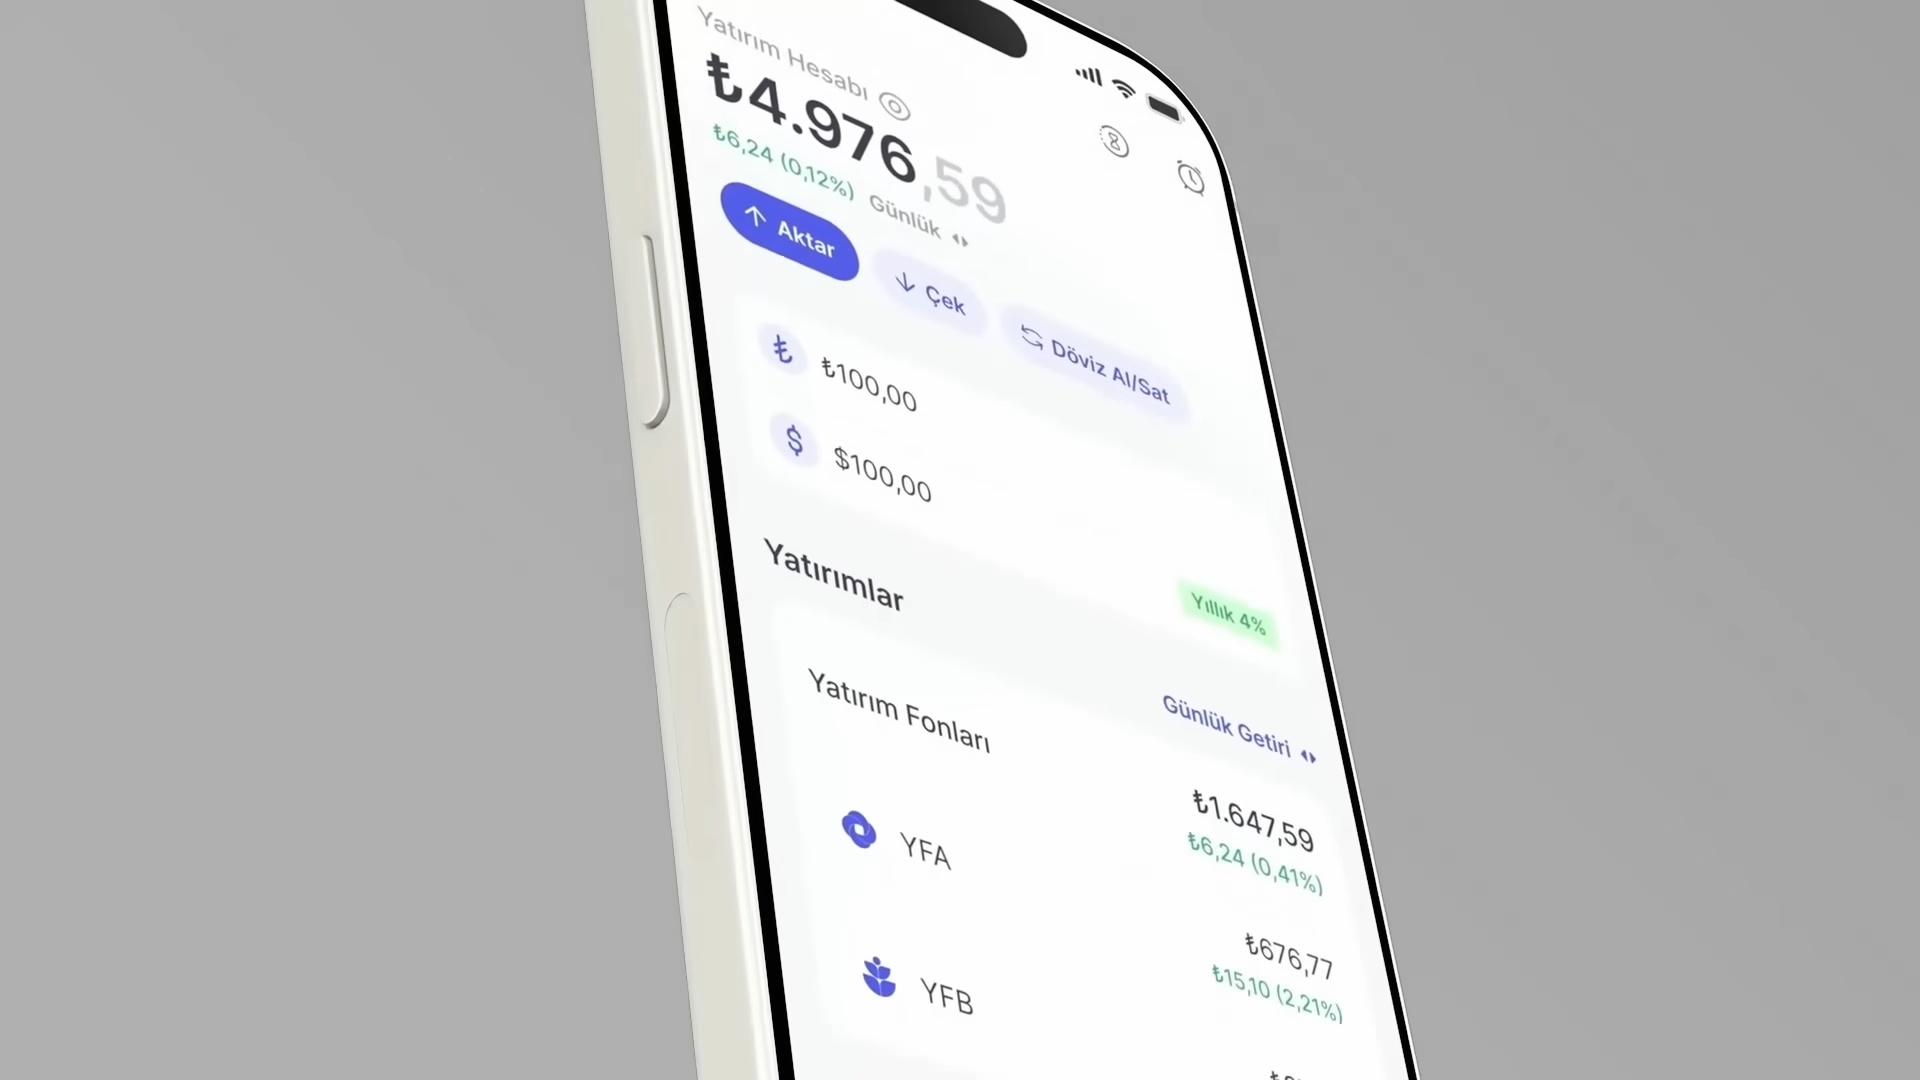 Yatırım Hesabı
₺4.976,59
₺6,24 (0,12%) Günlük
Aktar
Çek
Döviz Al/Sat
₺
₺100,00
$
$100,00
Yıllık 4%
Yatırımlar
Günlük Getiri
Yatırım Fonları
₺1.647,59
₺6,24 (0,41%)
YFA
₺676,77
₺15,10 (2,21%)
YFB